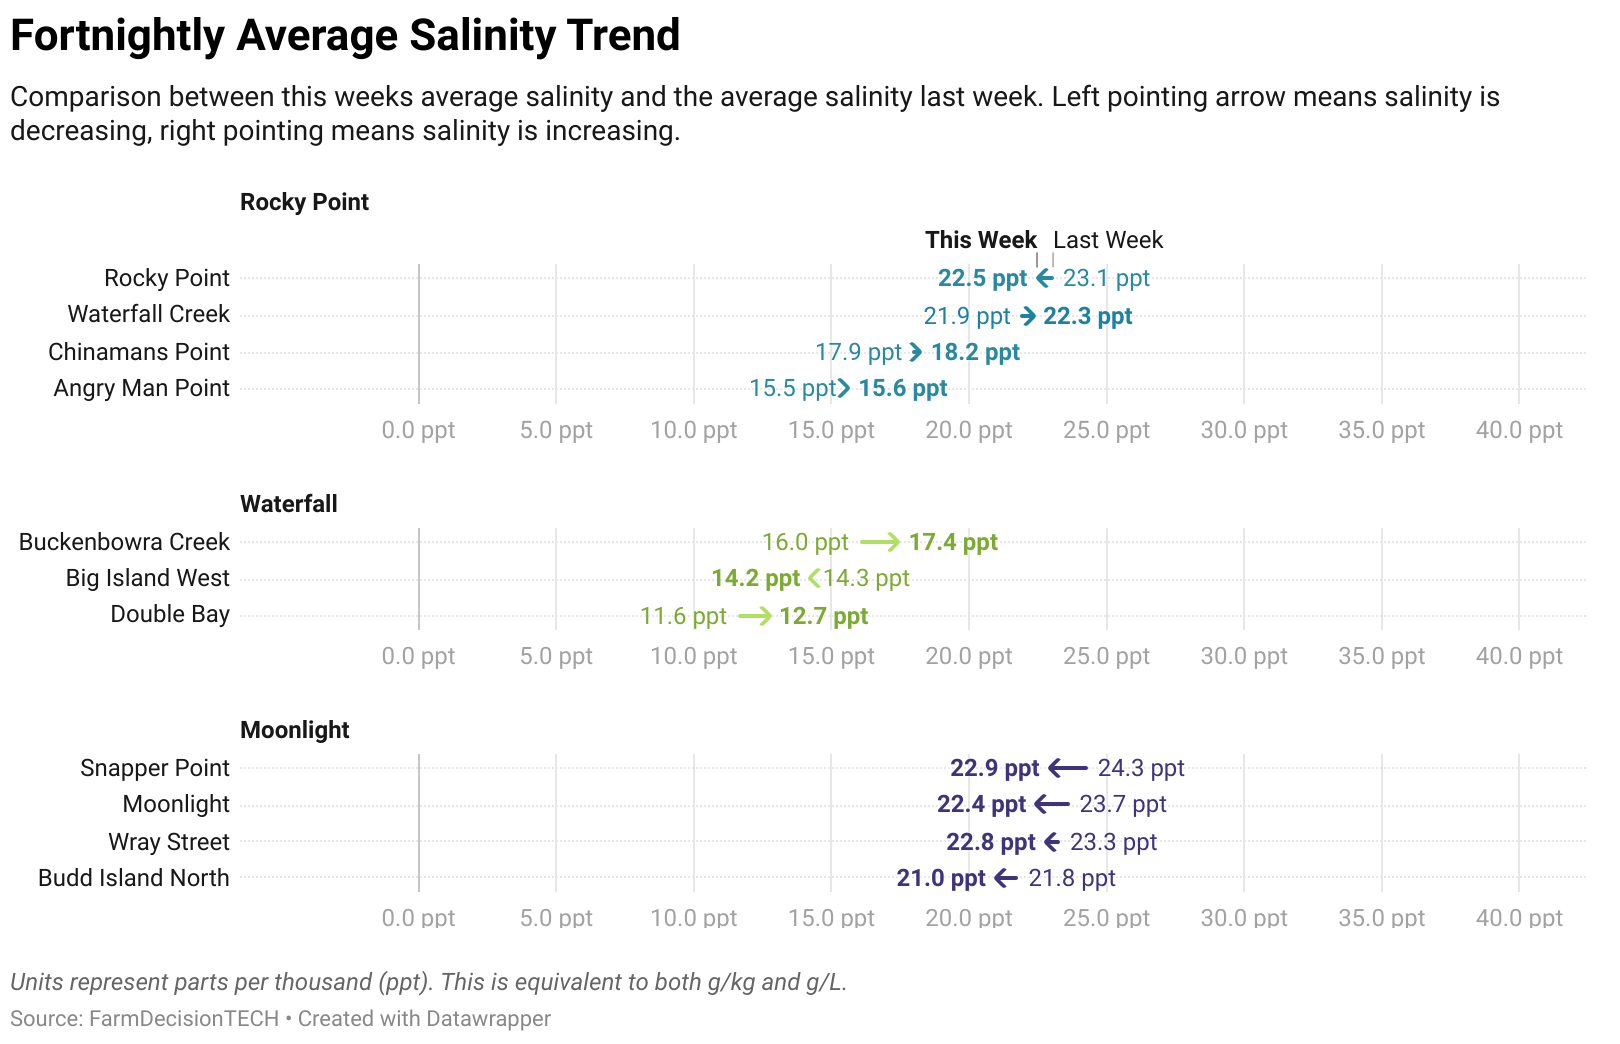 Fortnightly Average Salinity Trend
Comparison between this weeks average salinity and the average salinity last week. Left pointing arrow means salinity is
decreasing, right pointing means salinity is increasing.
Rocky Point
This Week Last Week
Rocky Point 22.5 ppt 23.1 ppt
Waterfall Creek 21.9 ppt 22.3 ppt
Chinamans Point 17.9 ppt 18.2 ppt
Angry Man Point 15.5 ppt 15.6 ppt
0.0 ppt 5.0 ppt 10.0 ppt 15.0 ppt 20.0 ppt 25.0 ppt 30.0 ppt 35.0 ppt 40.0 ppt
Waterfall
Buckenbowra Creek 16.0 ppt 17.4 ppt
Big Island West 14.2 ppt 14.3 ppt
Double Bay 11.6 ppt 12.7 ppt
0.0 ppt 5.0 ppt 10.0 ppt 15.0 ppt 20.0 ppt 25.0 ppt 30.0 ppt 35.0 ppt 40.0 ppt
Moonlight
Snapper Point 22.9 ppt 24.3 ppt
Moonlight 22.4 ppt 23.7 ppt
Wray Street 22.8 ppt 23.3 ppt
Budd Island North 21.0 ppt 21.8 ppt
0.0 ppt 5.0 ppt 10.0 ppt 15.0 ppt 20.0 ppt 25.0 ppt 30.0 ppt 35.0 ppt 40.0 ppt
Units represent parts per thousand (ppt). This is equivalent to both g/kg and g/L.
Source: FarmDecisionTECH • Created with Datawrapper